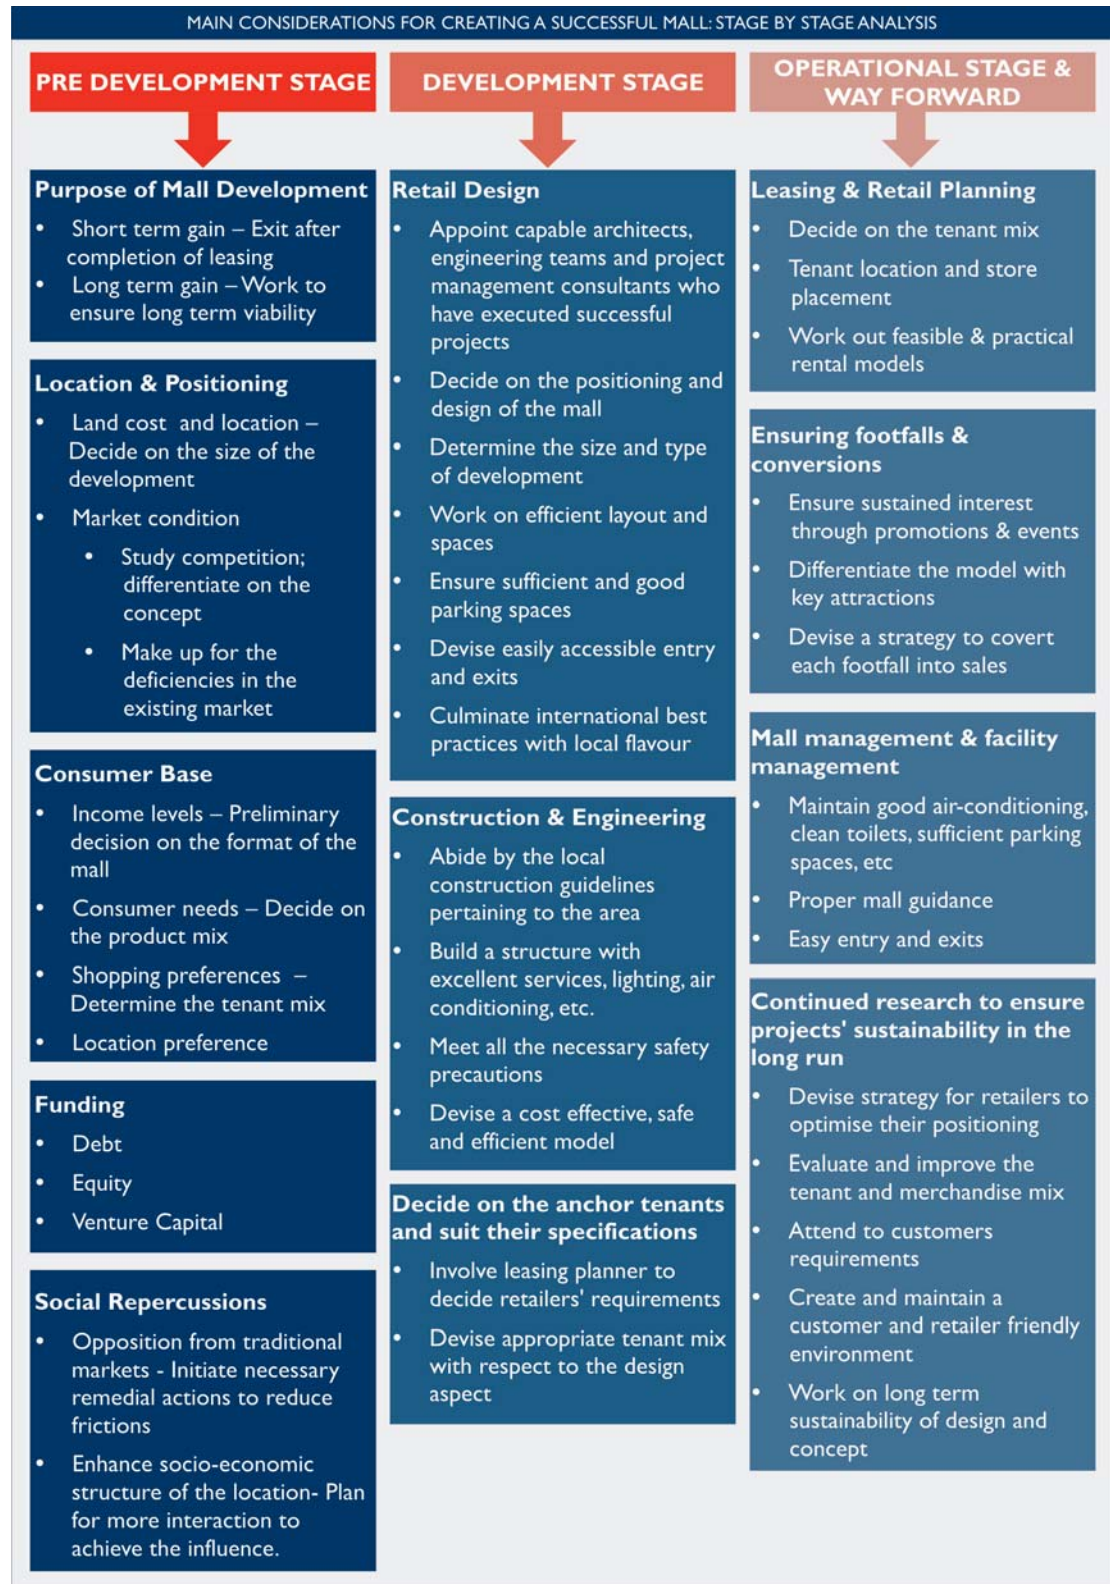 MAIN CONSIDERATIONS FOR CREATING A SUCCESSFUL MALL: STAGE BY STAGE ANALYSIS
PRE DEVELOPMENT STAGE
Purpose of Mall Development
• Short term gain – Exit after
completion of leasing
• Long term gain – Work to
ensure long term viability
Location & Positioning
• Land cost and location –
Decide on the size of the
development
• Market condition
• Study competition;
differentiate on the
concept
• Make up for the
deficiencies in the
existing market
Consumer Base
• Income levels – Preliminary
decision on the format of the
mall
• Consumer needs – Decide on
the product mix
• Shopping preferences –
Determine the tenant mix
• Location preference
Funding
• Debt
• Equity
• Venture Capital
Social Repercussions
• Opposition from traditional
markets - Initiate necessary
remedial actions to reduce
frictions
• Enhance socio-economic
structure of the location- Plan
for more interaction to
achieve the influence.
DEVELOPMENT STAGE
Retail Design
• Appoint capable architects,
engineering teams and project
management consultants who
have executed successful
projects
• Decide on the positioning and
design of the mall
• Determine the size and type
of development
• Work on efficient layout and
spaces
• Ensure sufficient and good
parking spaces
• Devise easily accessible entry
and exits
• Culminate international best
practices with local flavour
Construction & Engineering
• Abide by the local
construction guidelines
pertaining to the area
• Build a structure with
excellent services, lighting, air
conditioning, etc.
• Meet all the necessary safety
precautions
• Devise a cost effective, safe
and efficient model
Decide on the anchor tenants
and suit their specifications
• Involve leasing planner to
decide retailers' requirements
• Devise appropriate tenant mix
with respect to the design
aspect
OPERATIONAL STAGE &
WAY FORWARD
Leasing & Retail Planning
• Decide on the tenant mix
• Tenant location and store
placement
• Work out feasible & practical
rental models
Ensuring footfalls &
conversions
• Ensure sustained interest
through promotions & events
• Differentiate the model with
key attractions
• Devise a strategy to covert
each footfall into sales
Mall management & facility
management
• Maintain good air-conditioning,
clean toilets, sufficient parking
spaces, etc
• Proper mall guidance
• Easy entry and exits
Continued research to ensure
projects' sustainability in the
long run
• Devise strategy for retailers to
optimise their positioning
• Evaluate and improve the
tenant and merchandise mix
• Attend to customers
requirements
• Create and maintain a
customer and retailer friendly
environment
• Work on long term
sustainability of design and
concept